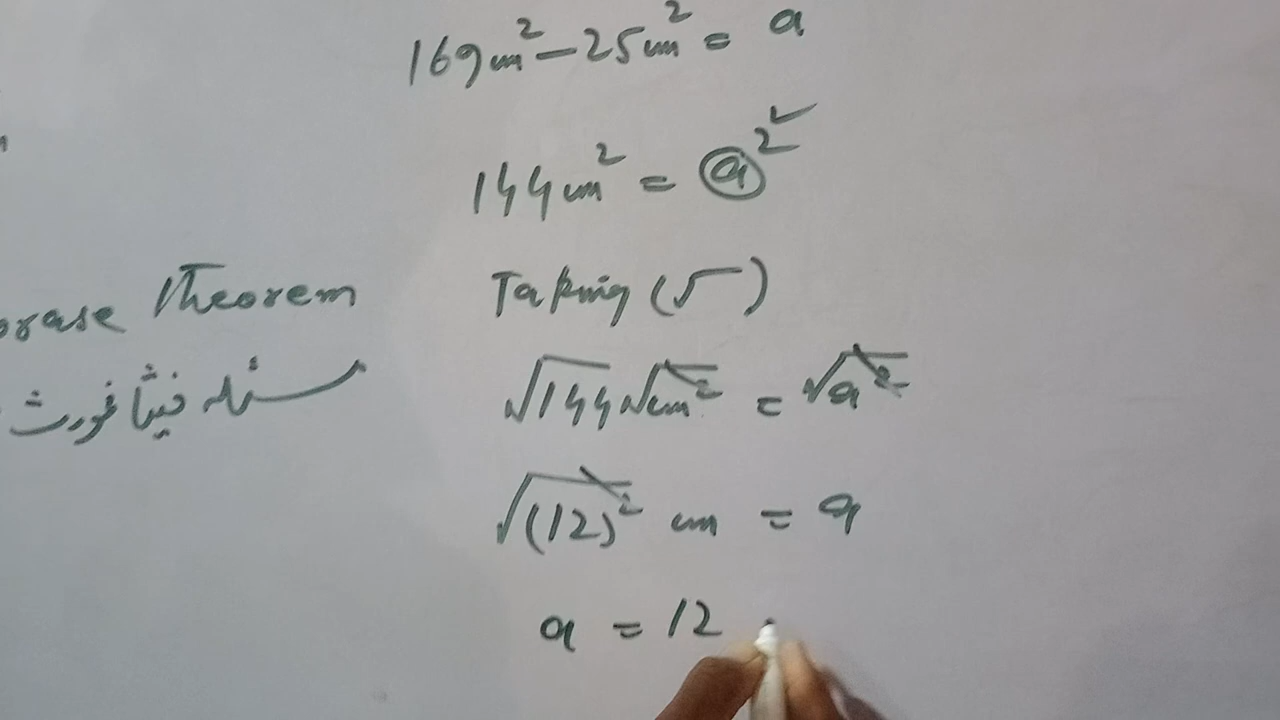 169cm² - 25cm² = a
144cm² = a²
Taking (√)
√144 √cm² = √a²
√(12)² cm = a
a = 12
Theorem
مسئلہ فیثا غورث